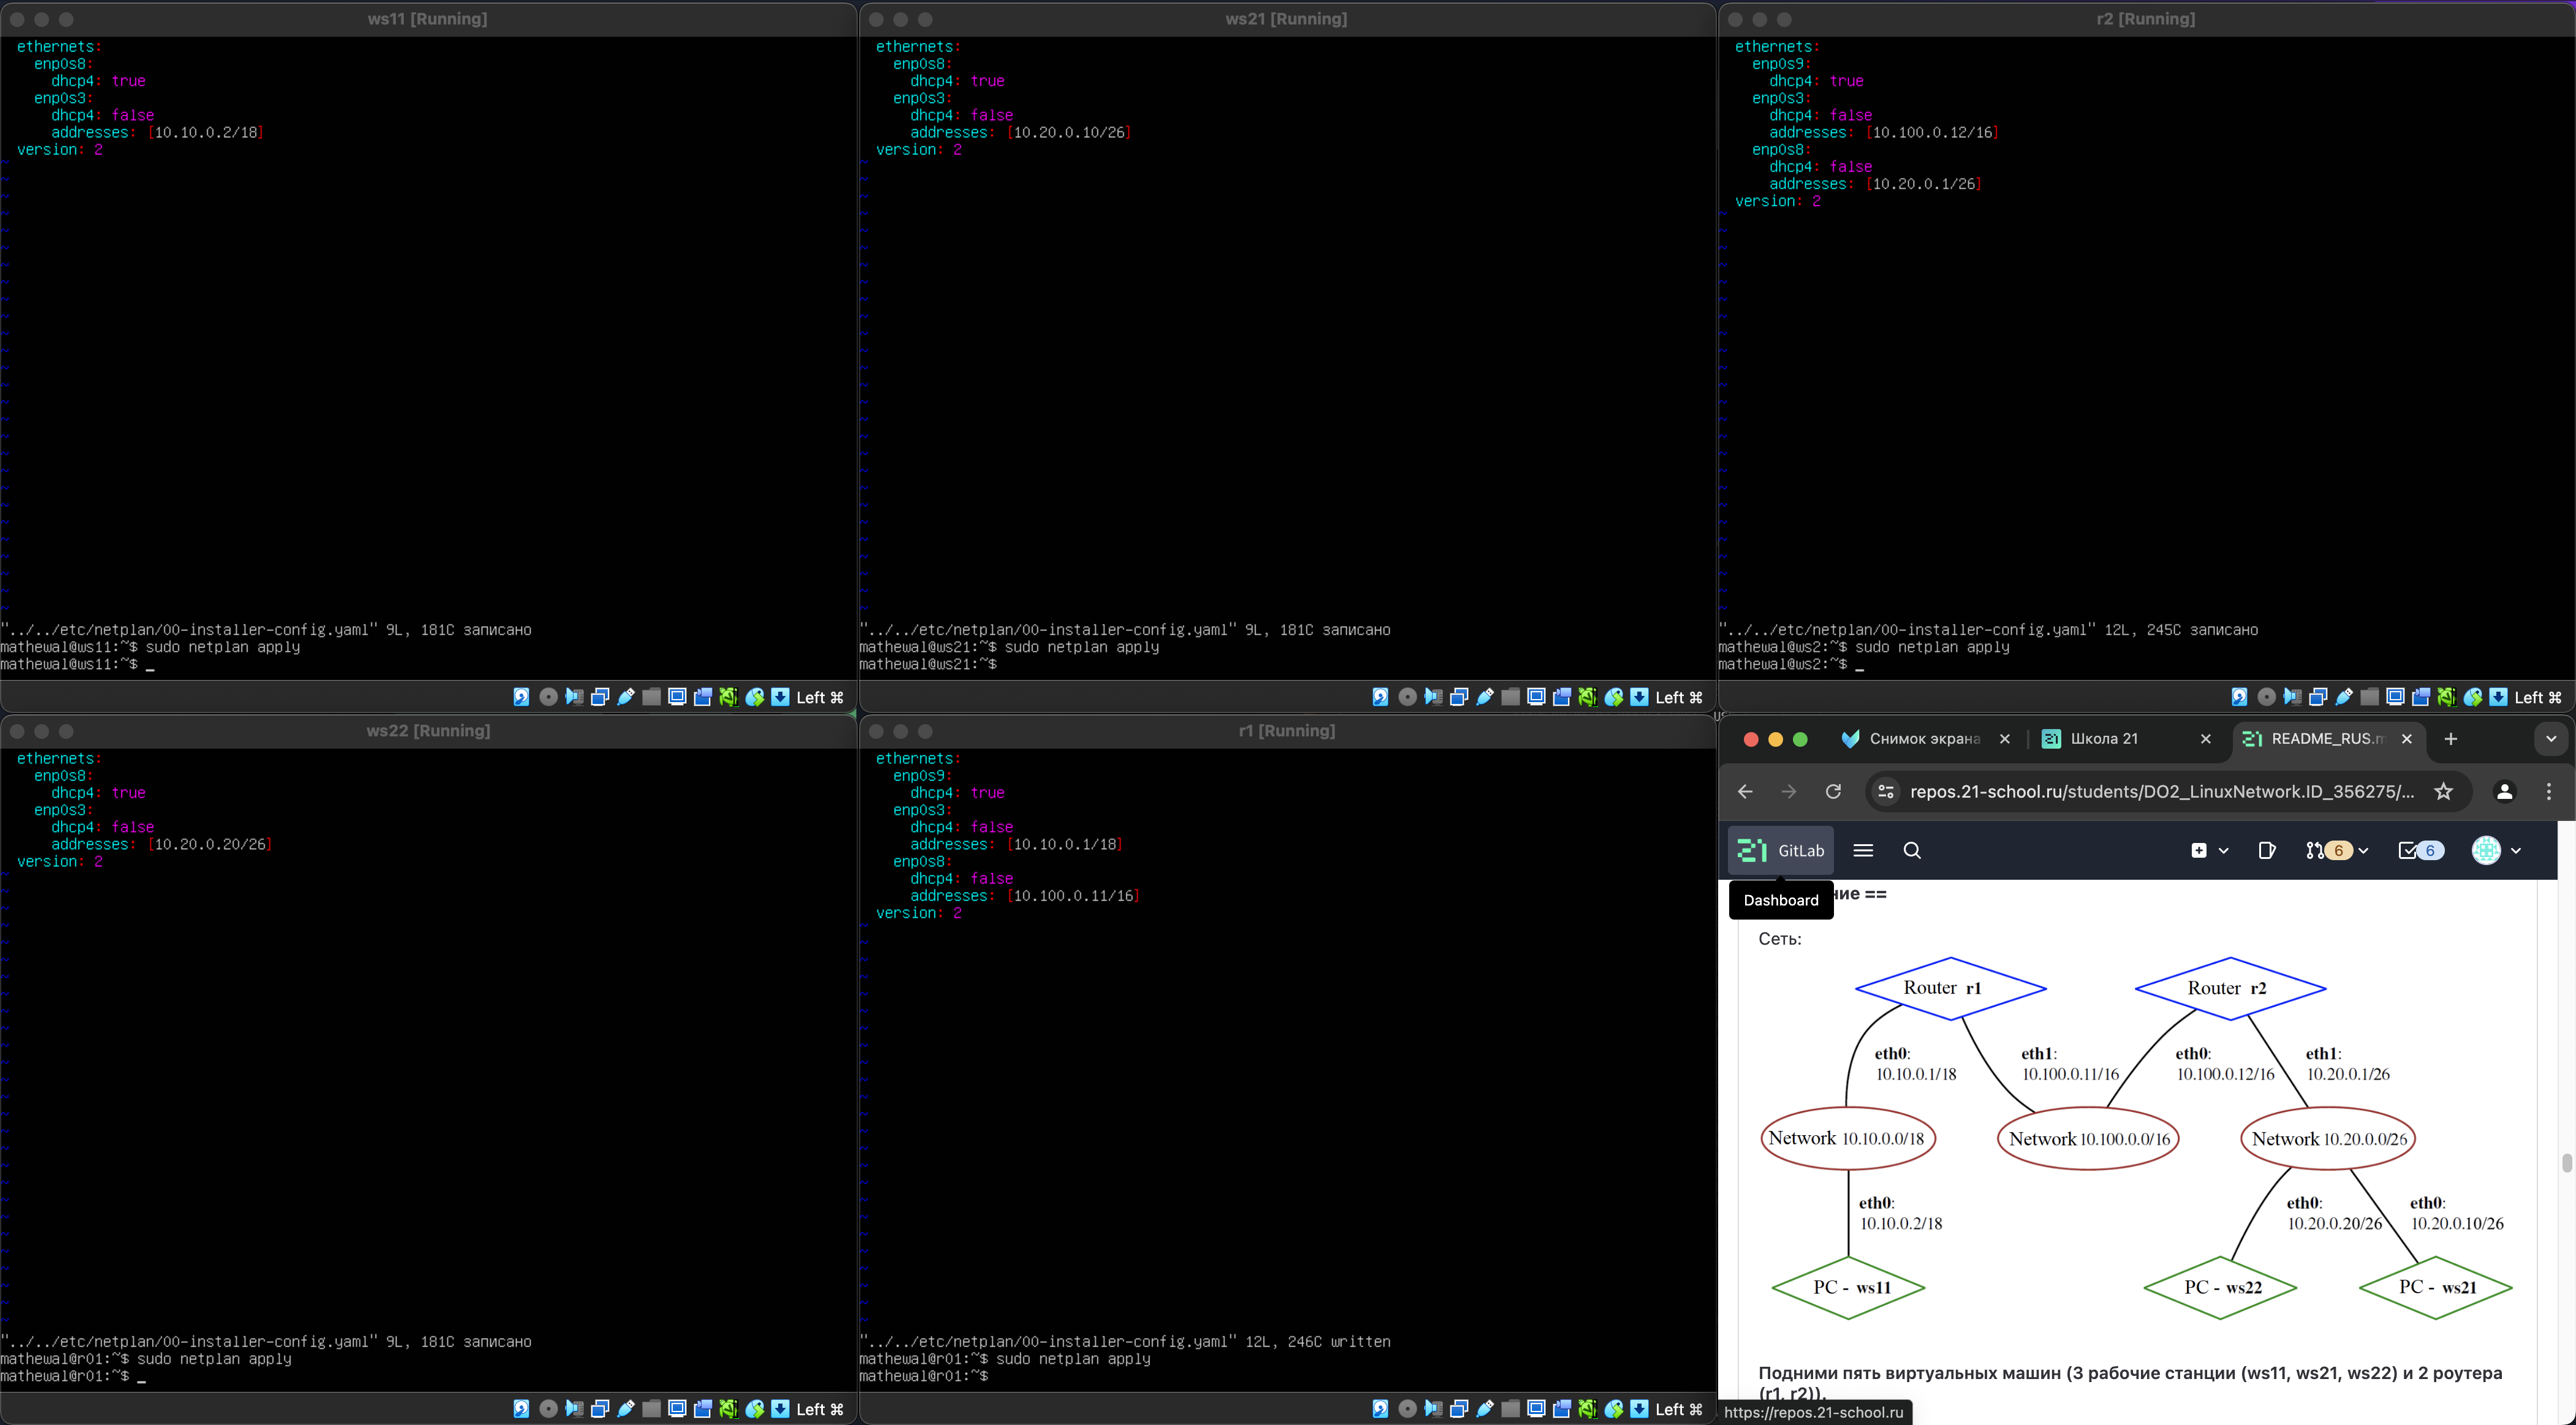 ws11 [Running]
ethernets:
enp0s8:
dhcp4: true
enp0s3:
dhcp4: false
addresses: [10.10.0.2/18]
version: 2
"../../etc/netplan/00-installer-config.yaml" 9L, 181C записано
mathewal@ws11:~$ sudo netplan apply
mathewal@ws11:~$ _
Left ⌘
ws21 [Running]
ethernets:
enp0s8:
dhcp4: true
enp0s3:
dhcp4: false
addresses: [10.20.0.10/26]
version: 2
"../../etc/netplan/00-installer-config.yaml" 9L, 181C записано
mathewal@ws21:~$ sudo netplan apply
mathewal@ws21:~$
Left ⌘
r2 [Running]
ethernets:
enp0s9:
dhcp4: true
enp0s3:
dhcp4: false
addresses: [10.100.0.12/16]
enp0s8:
dhcp4: false
addresses: [10.20.0.1/26]
version: 2
"../../etc/netplan/00-installer-config.yaml" 12L, 245C записано
mathewal@ws2:~$ sudo netplan apply
mathewal@ws2:~$ _
Left ⌘
ws22 [Running]
ethernets:
enp0s8:
dhcp4: true
enp0s3:
dhcp4: false
addresses: [10.20.0.20/26]
version: 2
"../../etc/netplan/00-installer-config.yaml" 9L, 181C записано
mathewal@r01:~$ sudo netplan apply
mathewal@r01:~$ _
Left ⌘
r1 [Running]
ethernets:
enp0s9:
dhcp4: true
enp0s3:
dhcp4: false
addresses: [10.10.0.1/18]
enp0s8:
dhcp4: false
addresses: [10.100.0.11/16]
version: 2
"../../etc/netplan/00-installer-config.yaml" 12L, 246C written
mathewal@r01:~$ sudo netplan apply
mathewal@r01:~$
Left ⌘
Снимок экрана
Школа 21
README_RUS.m
repos.21-school.ru/students/DO2_LinuxNetwork.ID_356275/...
GitLab
6
6
Dashboard
ние ==
Сеть:
Router r1
Router r2
eth0:
10.10.0.1/18
eth1:
10.100.0.11/16
eth0:
10.100.0.12/16
eth1:
10.20.0.1/26
Network 10.10.0.0/18
Network 10.100.0.0/16
Network 10.20.0.0/26
eth0:
10.10.0.2/18
eth0:
10.20.0.20/26
eth0:
10.20.0.10/26
PC - ws11
PC - ws22
PC - ws21
Подними пять виртуальных машин (3 рабочие станции (ws11, ws21, ws22) и 2 роутера
(r1, r2)).
https://repos.21-school.ru